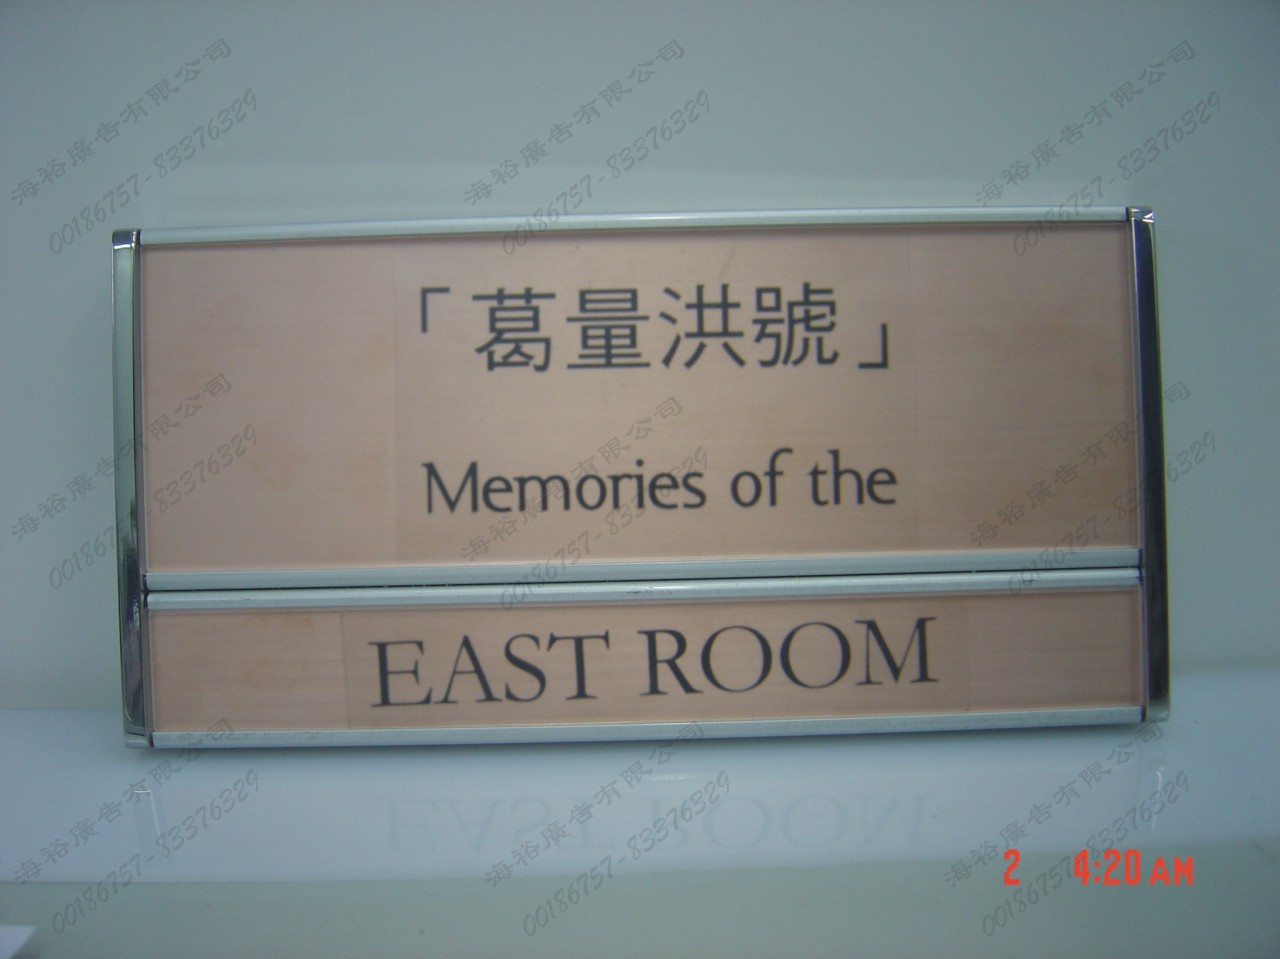 「葛量洪號」
Memories of the
EAST ROOM
2 4:20 AM
海裕廣告有限公司
00186757-83376329